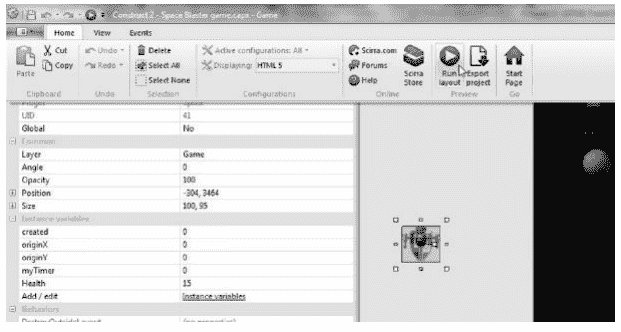 Construct 2 - Space Blaster game.capx - Game
Home View Events
Cut Undo Delete Active configurations: All Scirra.com
Paste Copy Redo Select All Displaying: HTML 5 Forums Scirra Store Run layout Export project Start Page
Select None Help
Clipboard Undo Selection Configurations Online Preview Go
UID 41
Global No
Common
Layer Game
Angle 0
Opacity 100
Position -304, 3464
Size 100, 95
Instance variables
created 0
originX 0
originY 0
myTimer 0
Health 15
Add / edit Instance variables
Behaviors